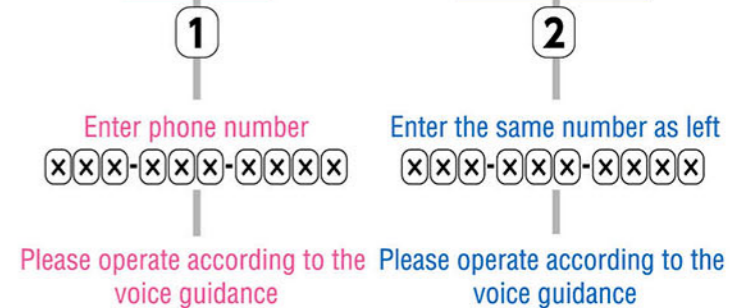 1
2
Enter phone number
Enter the same number as left
xxx-xxx-xxxx
xxx-xxx-xxxx
Please operate according to the
voice guidance
Please operate according to the
voice guidance